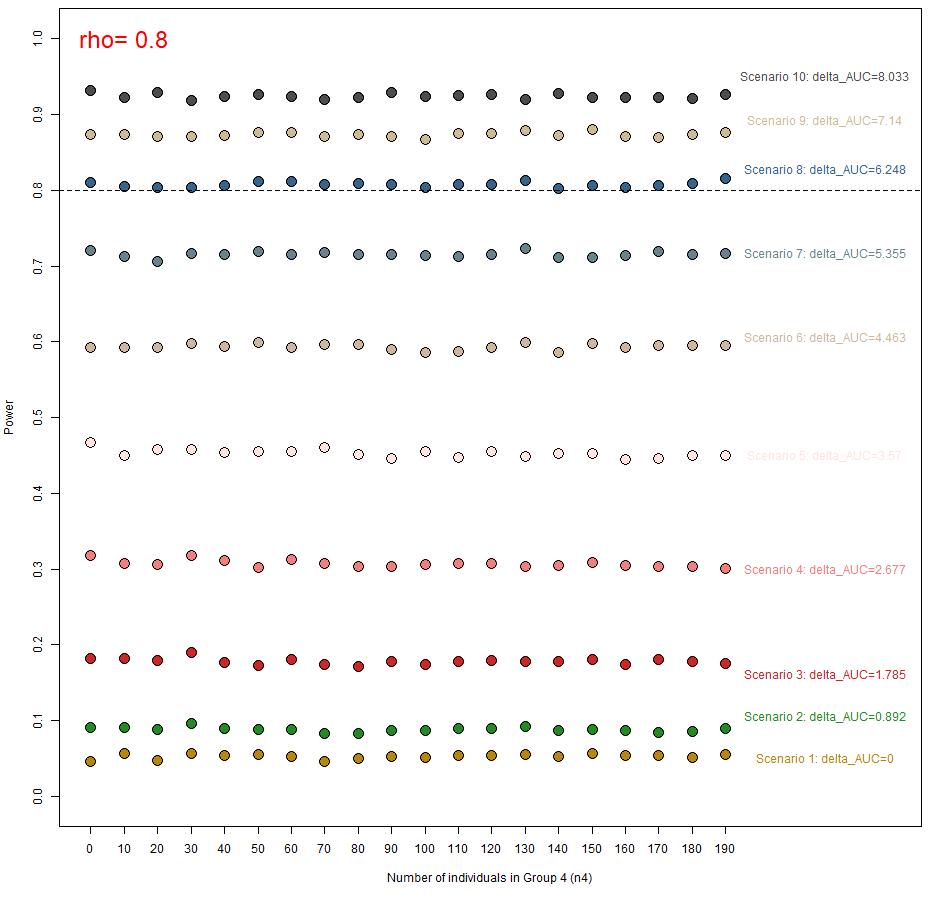 rho= 0.8
Scenario 10: delta_AUC=8.033
Scenario 9: delta_AUC=7.14
Scenario 8: delta_AUC=6.248
Scenario 7: delta_AUC=5.355
Scenario 6: delta_AUC=4.463
Scenario 5: delta_AUC=3.57
Scenario 4: delta_AUC=2.677
Scenario 3: delta_AUC=1.785
Scenario 2: delta_AUC=0.892
Scenario 1: delta_AUC=0
Power
1.0
0.9
0.8
0.7
0.6
0.5
0.4
0.3
0.2
0.1
0.0
0 10 20 30 40 50 60 70 80 90 100 110 120 130 140 150 160 170 180 190
Number of individuals in Group 4 (n4)